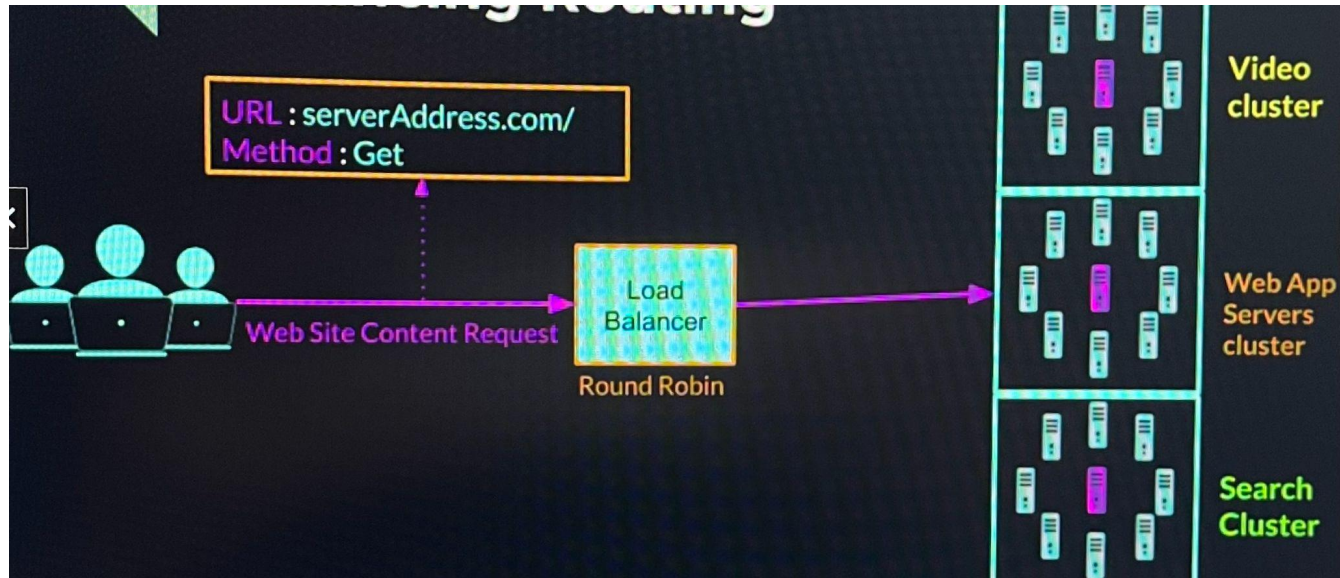 Routing
URL : serverAddress.com/
Method : Get
Web Site Content Request
Load
Balancer
Round Robin
Video
cluster
Web App
Servers
cluster
Search
Cluster